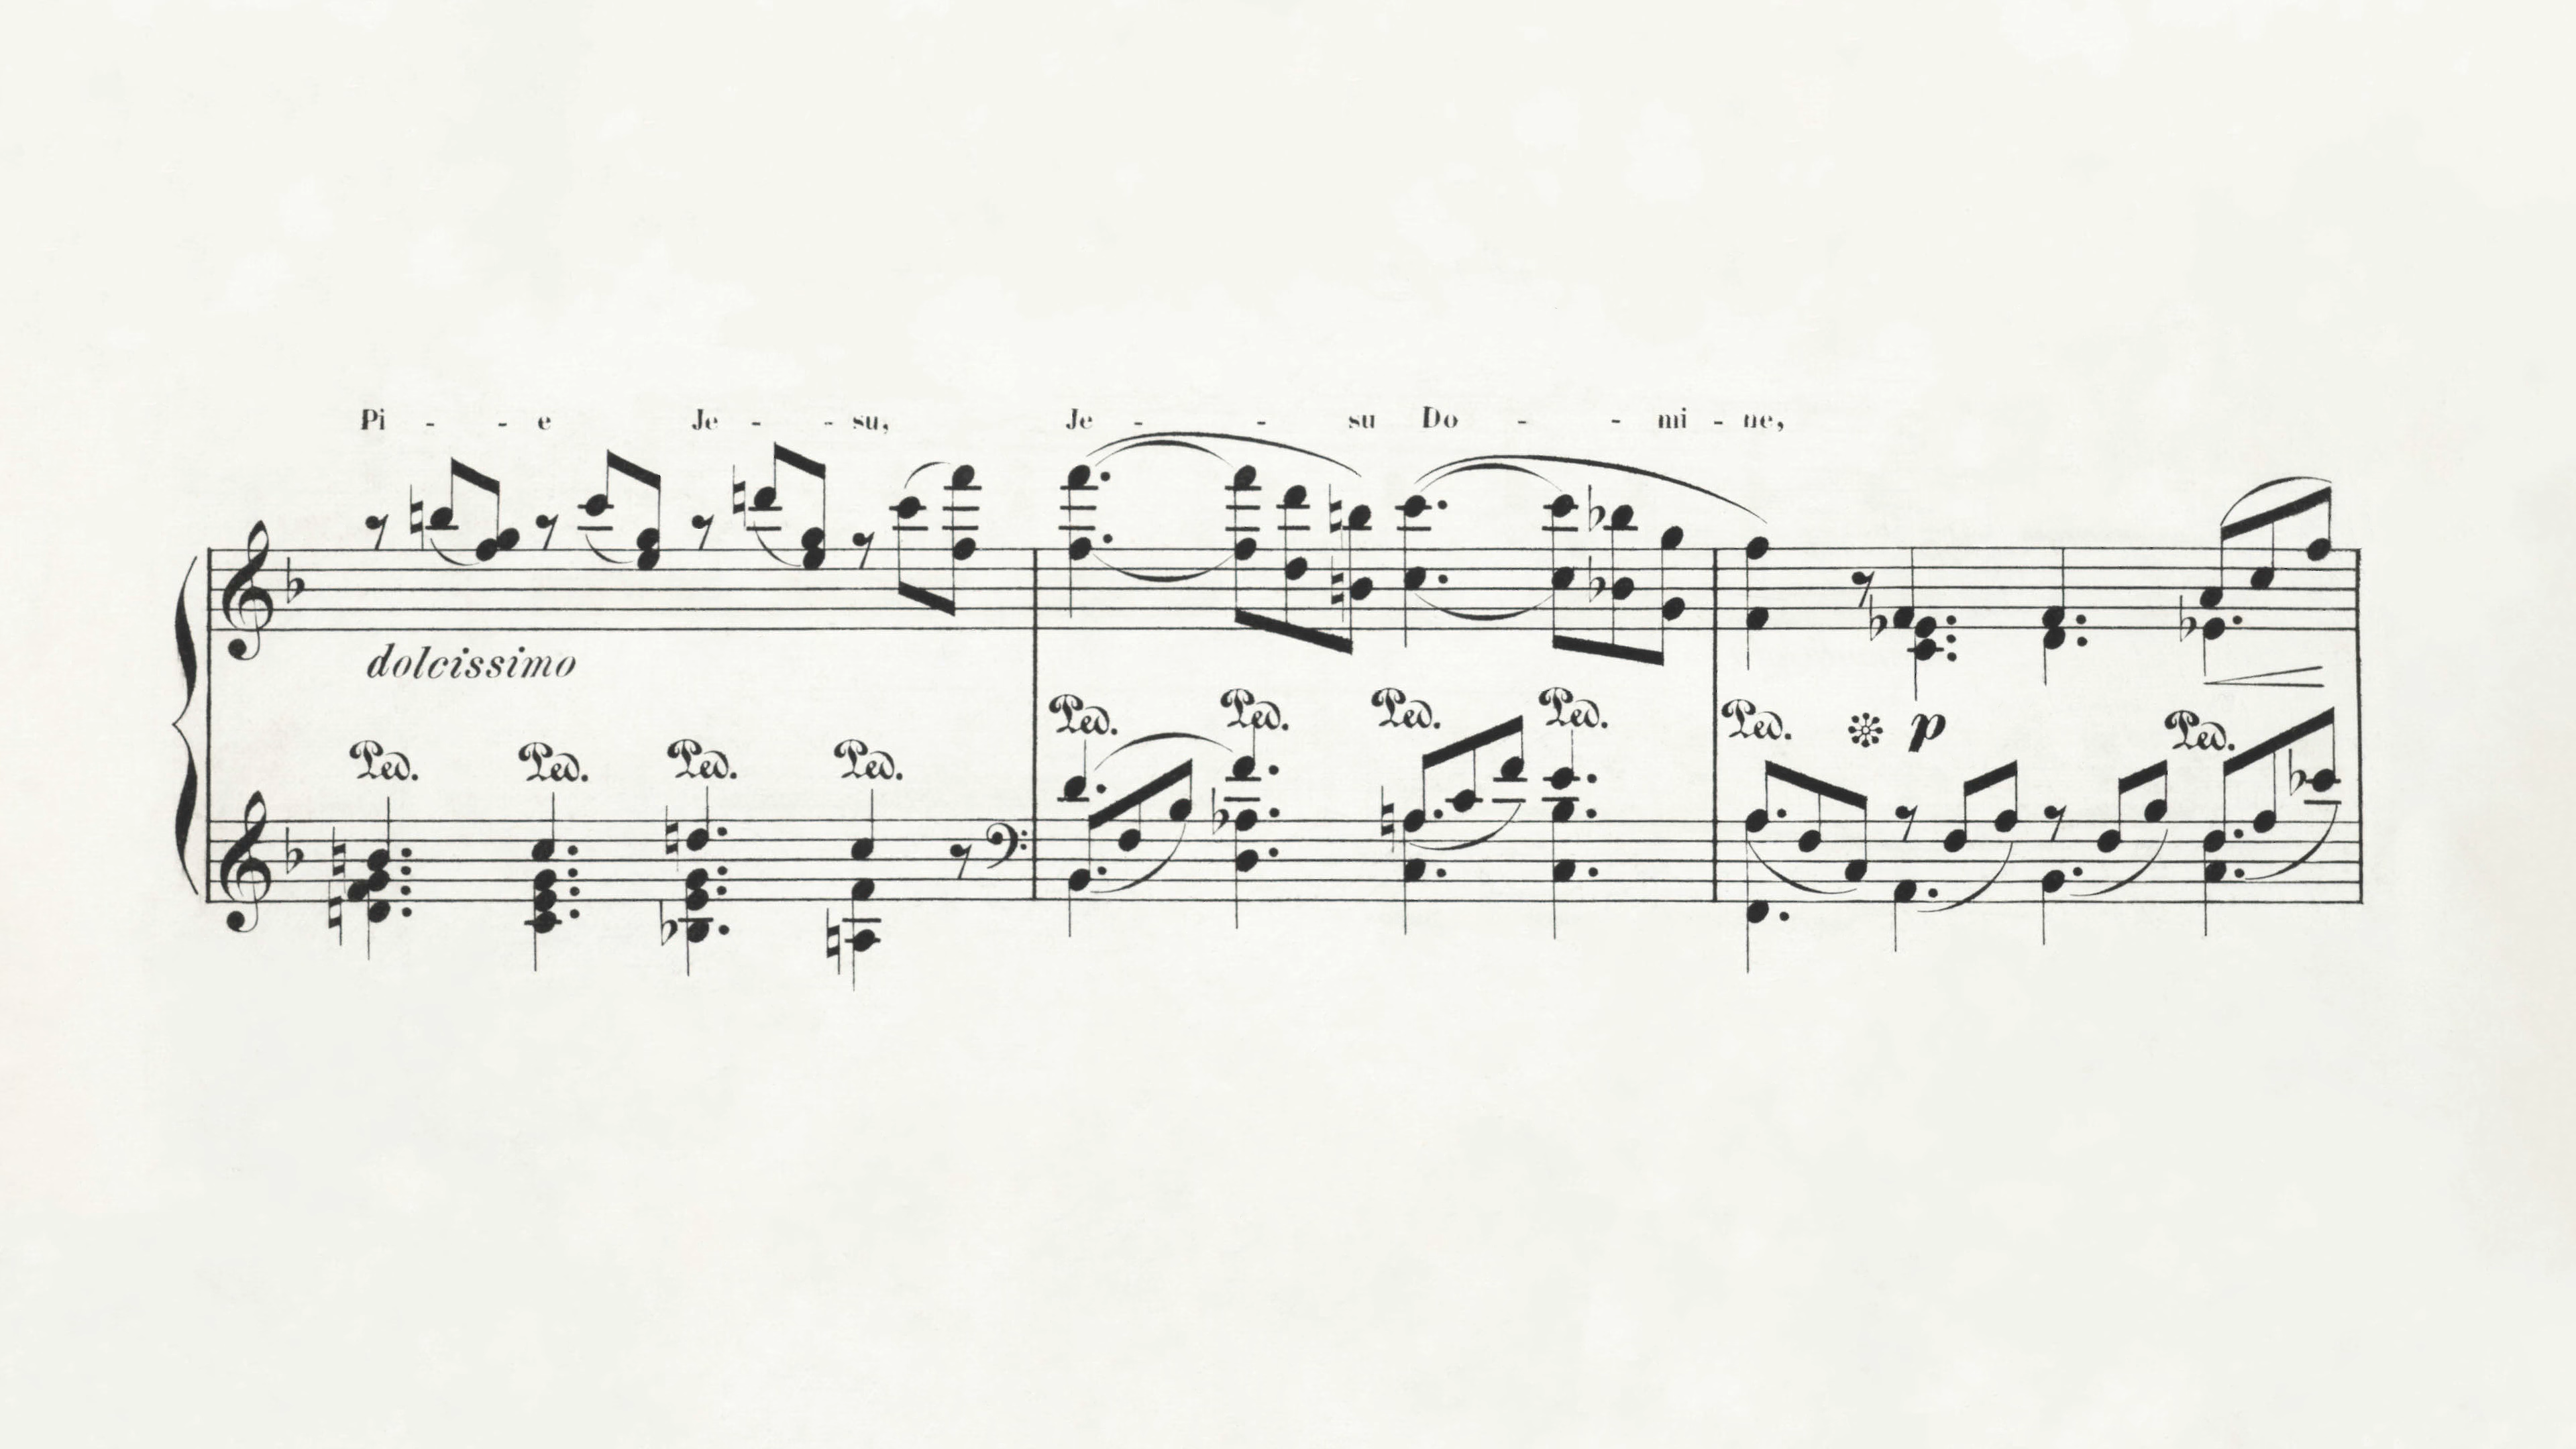 Pi - - e Je - - su, Je - - su Do - - mi - ne,
dolcissimo
Ped. Ped. Ped. Ped. Ped. Ped. Ped. Ped. Ped. p Ped.